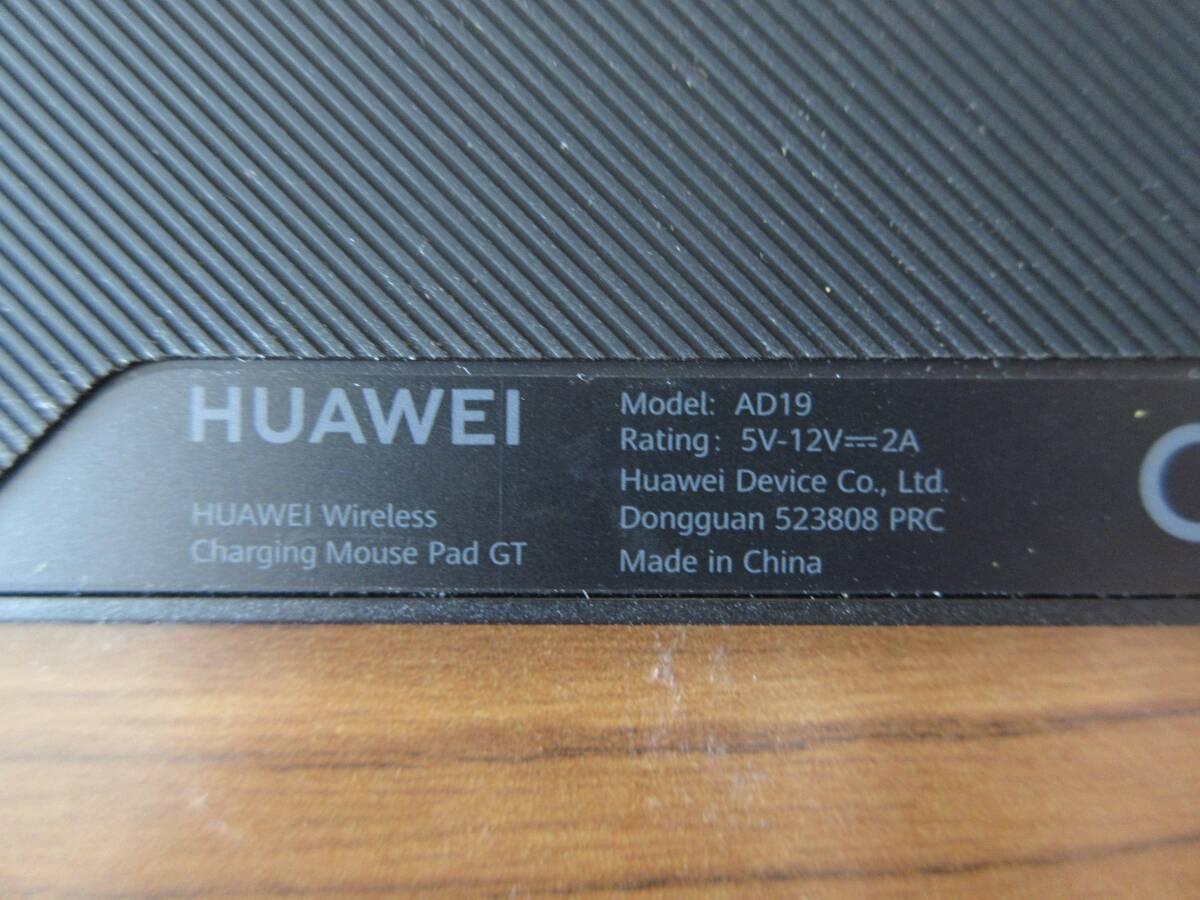 HUAWEI
HUAWEI Wireless
Charging Mouse Pad GT
Model: AD19
Rating: 5V-12V⎓2A
Huawei Device Co., Ltd.
Dongguan 523808 PRC
Made in China